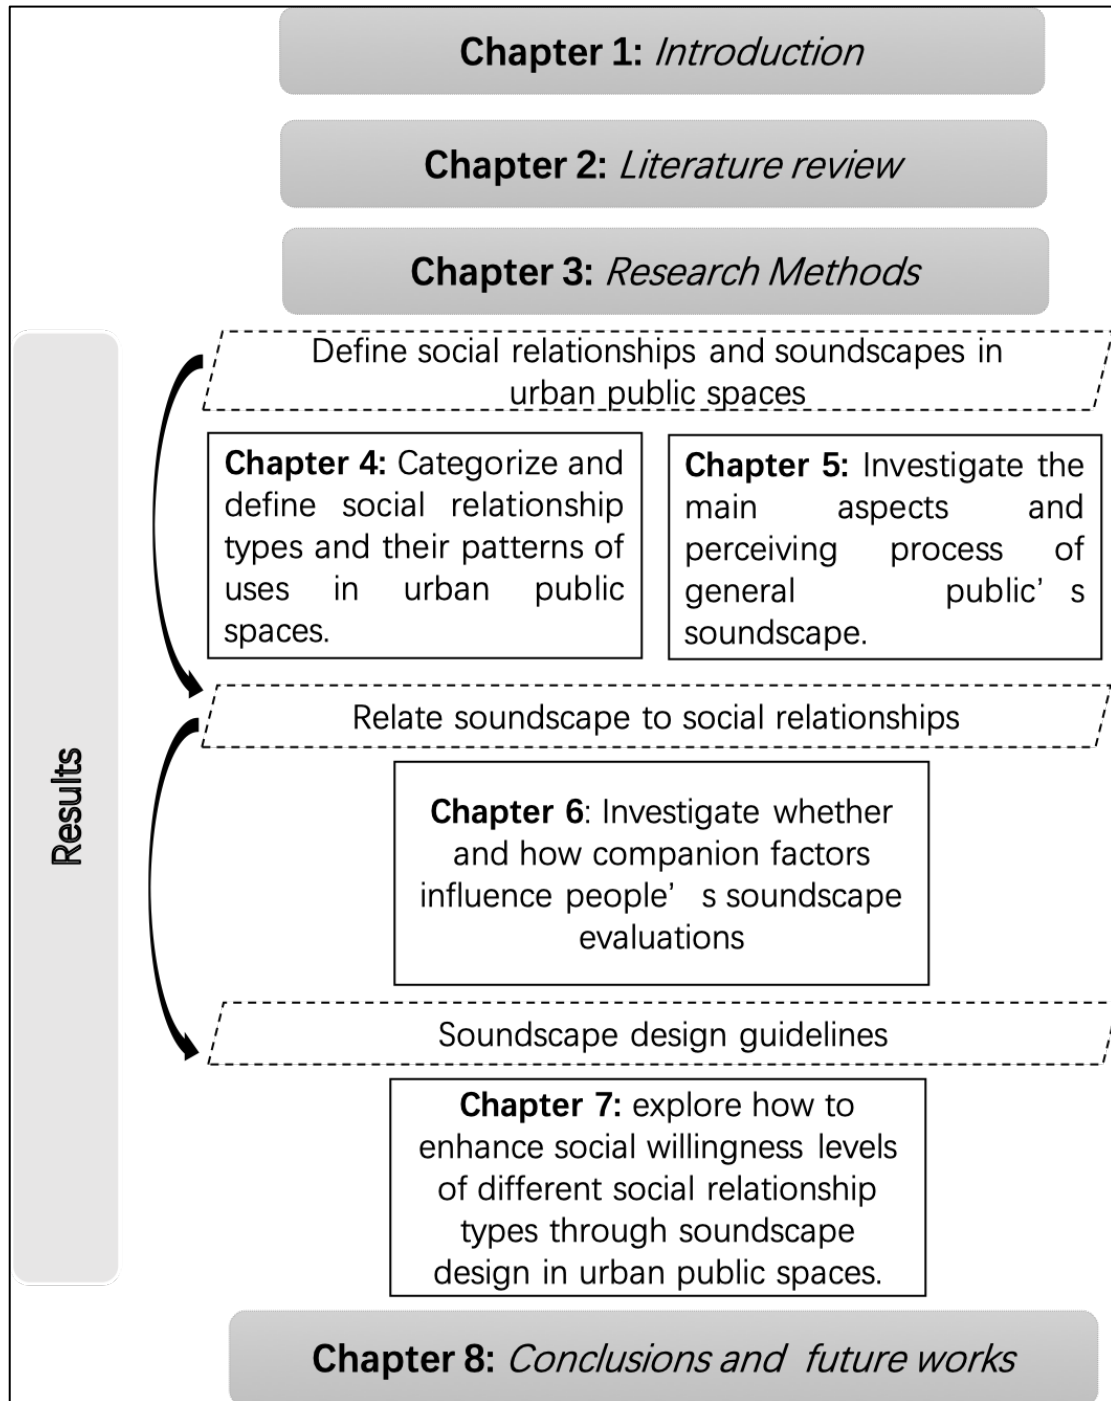 Chapter 1: Introduction
Chapter 2: Literature review
Chapter 3: Research Methods
Results
Define social relationships and soundscapes in
urban public spaces
Chapter 4: Categorize and
define social relationship
types and their patterns of
uses in urban public
spaces.
Chapter 5: Investigate the
main aspects and
perceiving process of
general public’ s
soundscape.
Relate soundscape to social relationships
Chapter 6: Investigate whether
and how companion factors
influence people’ s soundscape
evaluations
Soundscape design guidelines
Chapter 7: explore how to
enhance social willingness levels
of different social relationship
types through soundscape
design in urban public spaces.
Chapter 8: Conclusions and future works